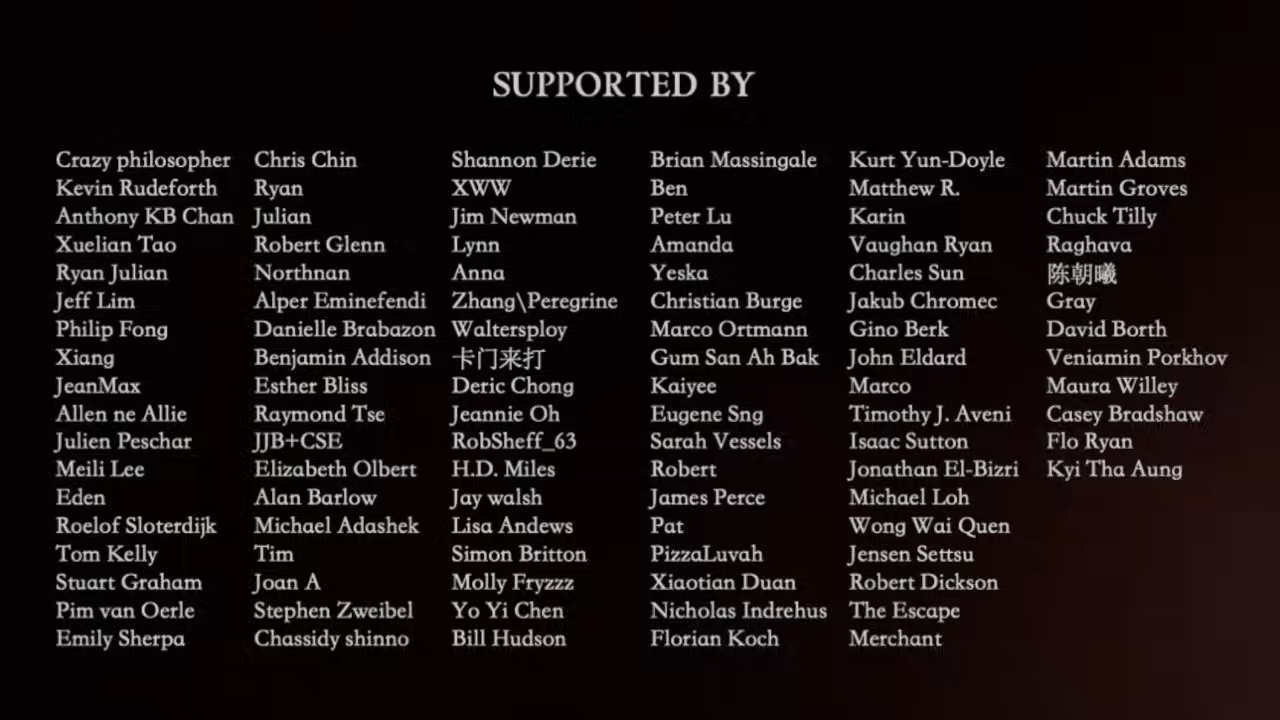 SUPPORTED BY
Crazy philosopher
Kevin Rudeforth
Anthony KB Chan
Xuelian Tao
Ryan Julian
Jeff Lim
Philip Fong
Xiang
JeanMax
Allen ne Allie
Julien Peschar
Meili Lee
Eden
Roelof Sloterdijk
Tom Kelly
Stuart Graham
Pim van Oerle
Emily Sherpa
Chris Chin
Ryan
Julian
Robert Glenn
Northnan
Alper Eminefendi
Danielle Brabazon
Benjamin Addison
Esther Bliss
Raymond Tse
JJB+CSE
Elizabeth Olbert
Alan Barlow
Michael Adashek
Tim
Joan A
Stephen Zweibel
Chassidy shinno
Shannon Derie
XWW
Jim Newman
Lynn
Anna
Zhang\Peregrine
Waltersploy
卡门来打
Deric Chong
Jeannie Oh
RobSheff_63
H.D. Miles
Jay walsh
Lisa Andews
Simon Britton
Molly Fryzzz
Yo Yi Chen
Bill Hudson
Brian Massingale
Ben
Peter Lu
Amanda
Yeska
Christian Burge
Marco Ortmann
Gum San Ah Bak
Kaiyee
Eugene Sng
Sarah Vessels
Robert
James Perce
Pat
PizzaLuvah
Xiaotian Duan
Nicholas Indrehus
Florian Koch
Kurt Yun-Doyle
Matthew R.
Karin
Vaughan Ryan
Charles Sun
Jakub Chromec
Gino Berk
John Eldard
Marco
Timothy J. Aveni
Isaac Sutton
Jonathan El-Bizri
Michael Loh
Wong Wai Quen
Jensen Settsu
Robert Dickson
The Escape
Merchant
Martin Adams
Martin Groves
Chuck Tilly
Raghava
陈朝曦
Gray
David Borth
Veniamin Porkhov
Maura Willey
Casey Bradshaw
Flo Ryan
Kyi Tha Aung